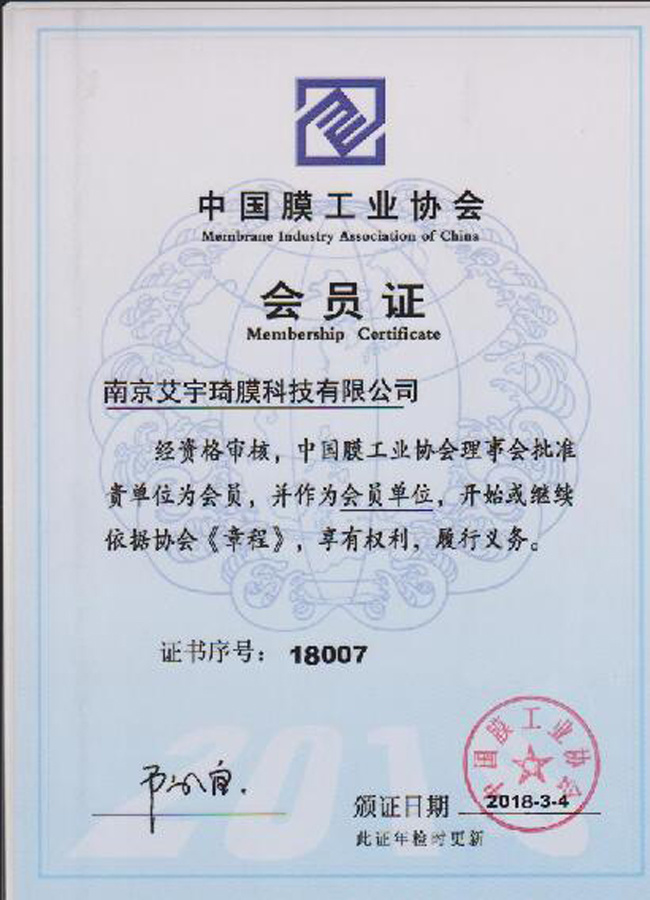 中国膜工业协会
Membrane Industry Association of China
会员证
Membership Certificate
南京艾宇琦膜科技有限公司
经资格审核，中国膜工业协会理事会批准
贵单位为会员，并作为会员单位，开始或继续
依据协会《章程》，享有权利，履行义务。
证书序号：18007
中国膜工业协会
颁证日期 2018-3-4
此证年检时更新